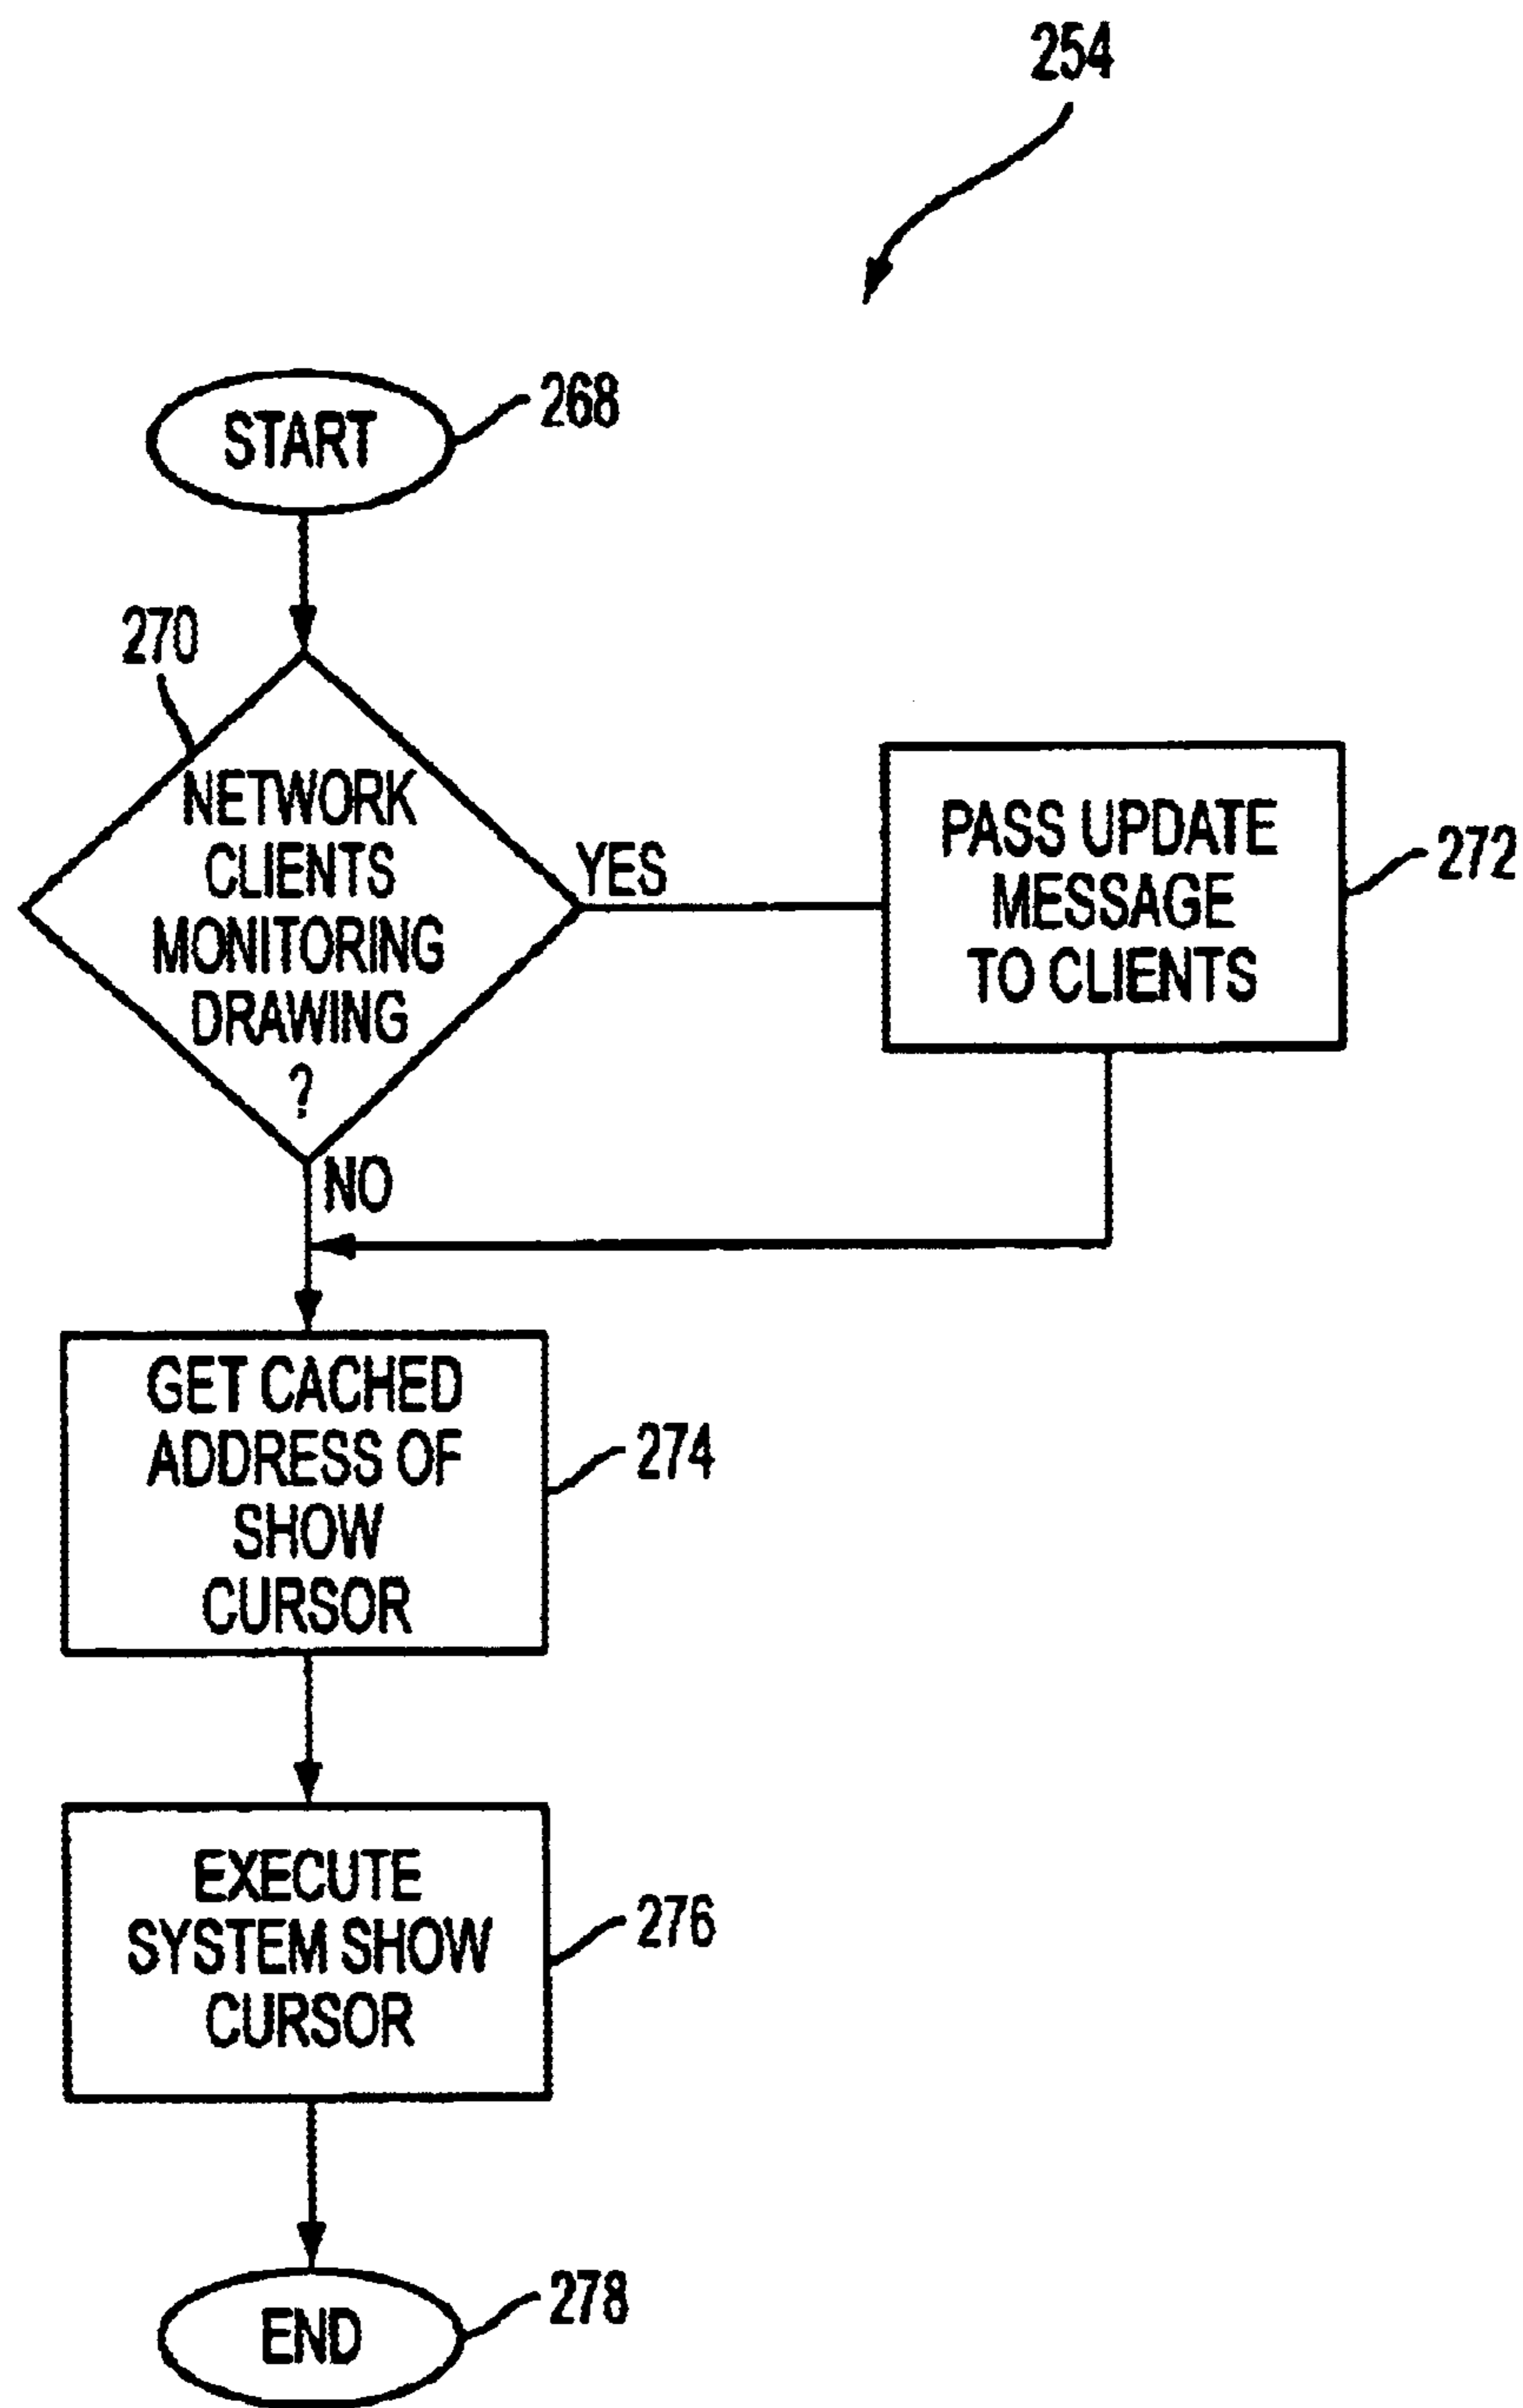 254
START
268
270
NETWORK
CLIENTS
MONITORING
DRAWING
?
YES
PASS UPDATE
MESSAGE
TO CLIENTS
272
NO
GET CACHED
ADDRESS OF
SHOW
CURSOR
274
EXECUTE
SYSTEM SHOW
CURSOR
276
END
278